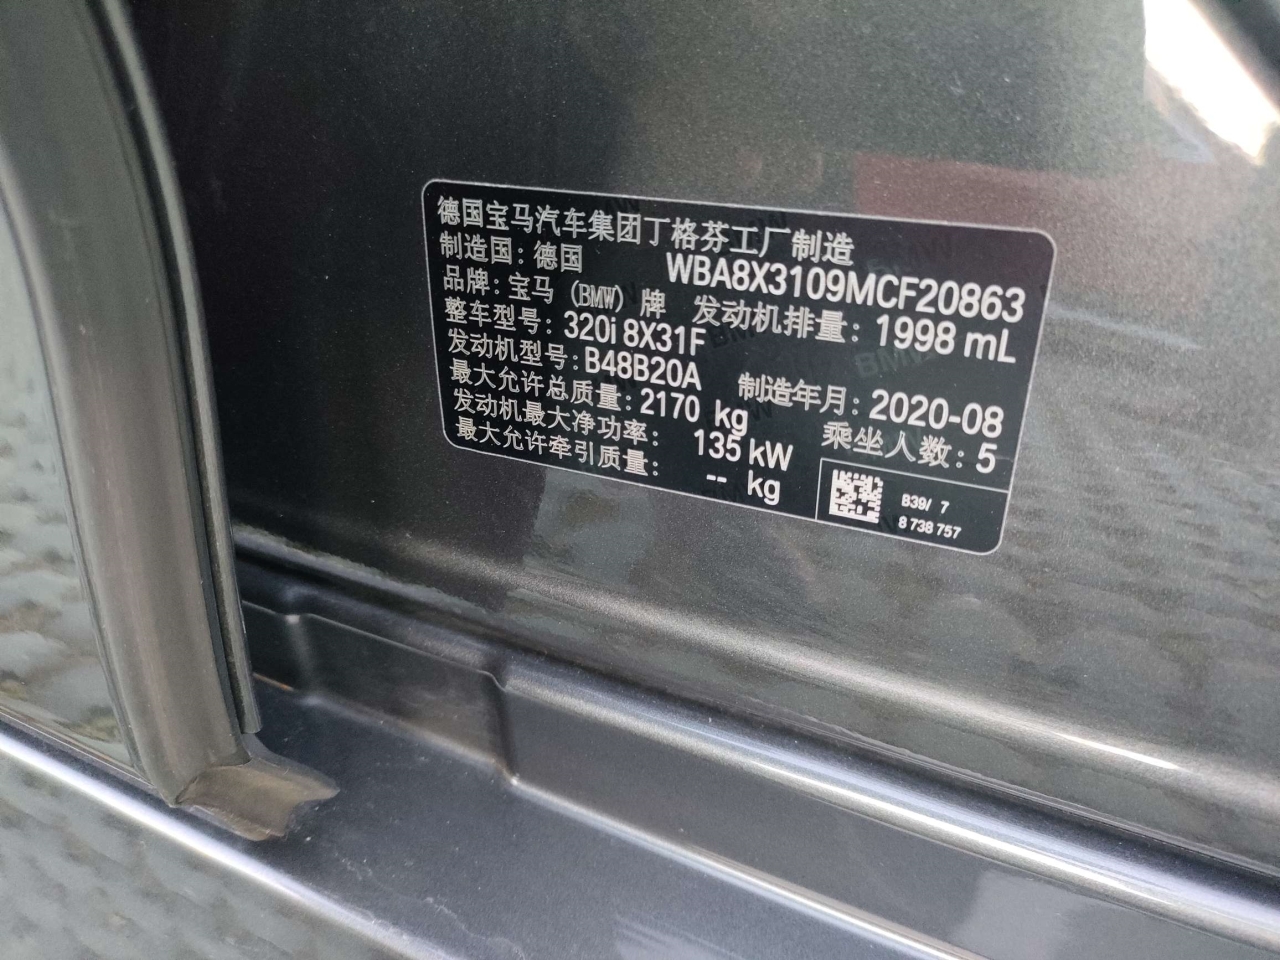 德国宝马汽车集团丁格芬工厂制造
制造国：德国 WBA8X3109MCF20863
品牌：宝马 (BMW) 牌 发动机排量：1998 mL
整车型号：320i 8X31F
发动机型号：B48B20A 制造年月：2020-08
最大允许总质量：2170 kg 乘坐人数：5
发动机最大净功率： 135 kW
最大允许牵引质量： -- kg
B39/ 7
8 738 757